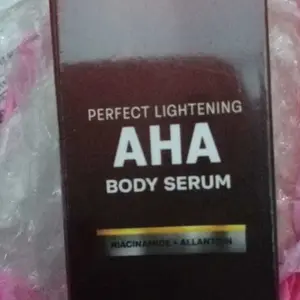 PERFECT LIGHTENING
AHA
BODY SERUM
NIACINAMIDE + ALLANTOIN